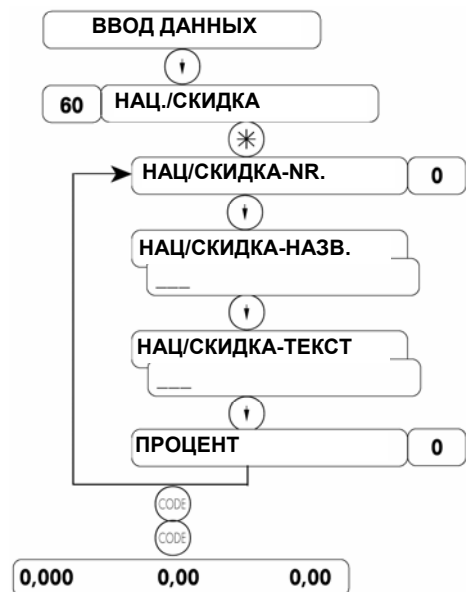 ВВОД ДАННЫХ
60 НАЦ./СКИДКА
НАЦ/СКИДКА-NR. 0
НАЦ/СКИДКА-НАЗВ.
___
НАЦ/СКИДКА-ТЕКСТ
___
ПРОЦЕНТ 0
CODE
CODE
0,000 0,00 0,00